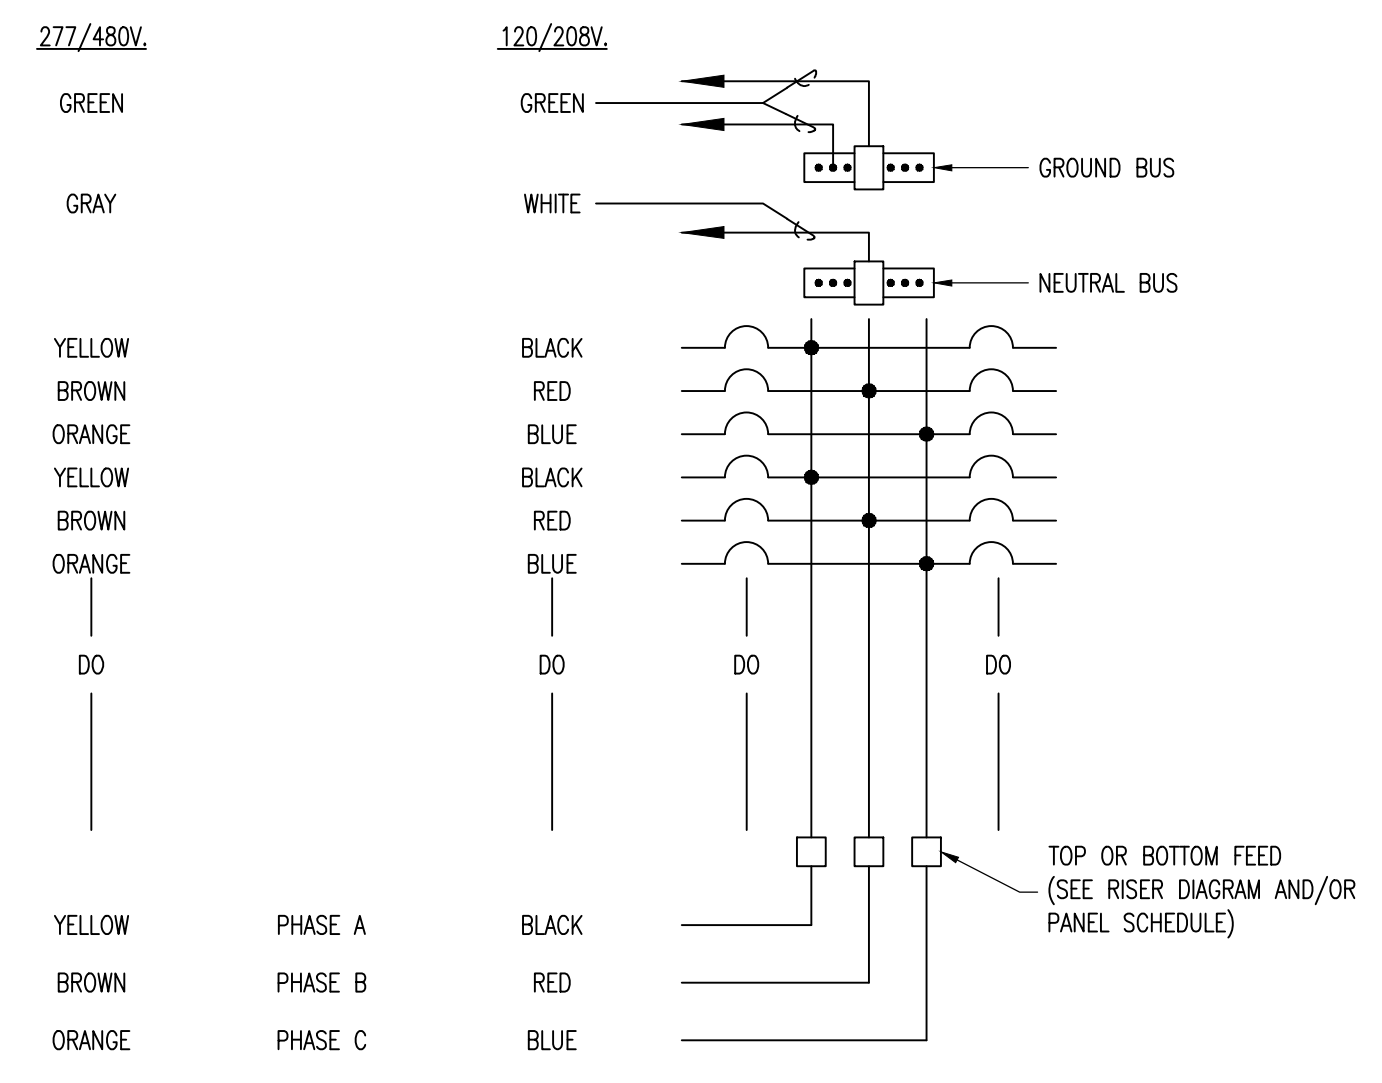 277/480V. 120/208V.
GREEN GREEN
GROUND BUS
GRAY WHITE
NEUTRAL BUS
YELLOW BLACK
BROWN RED
ORANGE BLUE
YELLOW BLACK
BROWN RED
ORANGE BLUE
DO DO DO DO
TOP OR BOTTOM FEED
(SEE RISER DIAGRAM AND/OR
PANEL SCHEDULE)
YELLOW PHASE A BLACK
BROWN PHASE B RED
ORANGE PHASE C BLUE